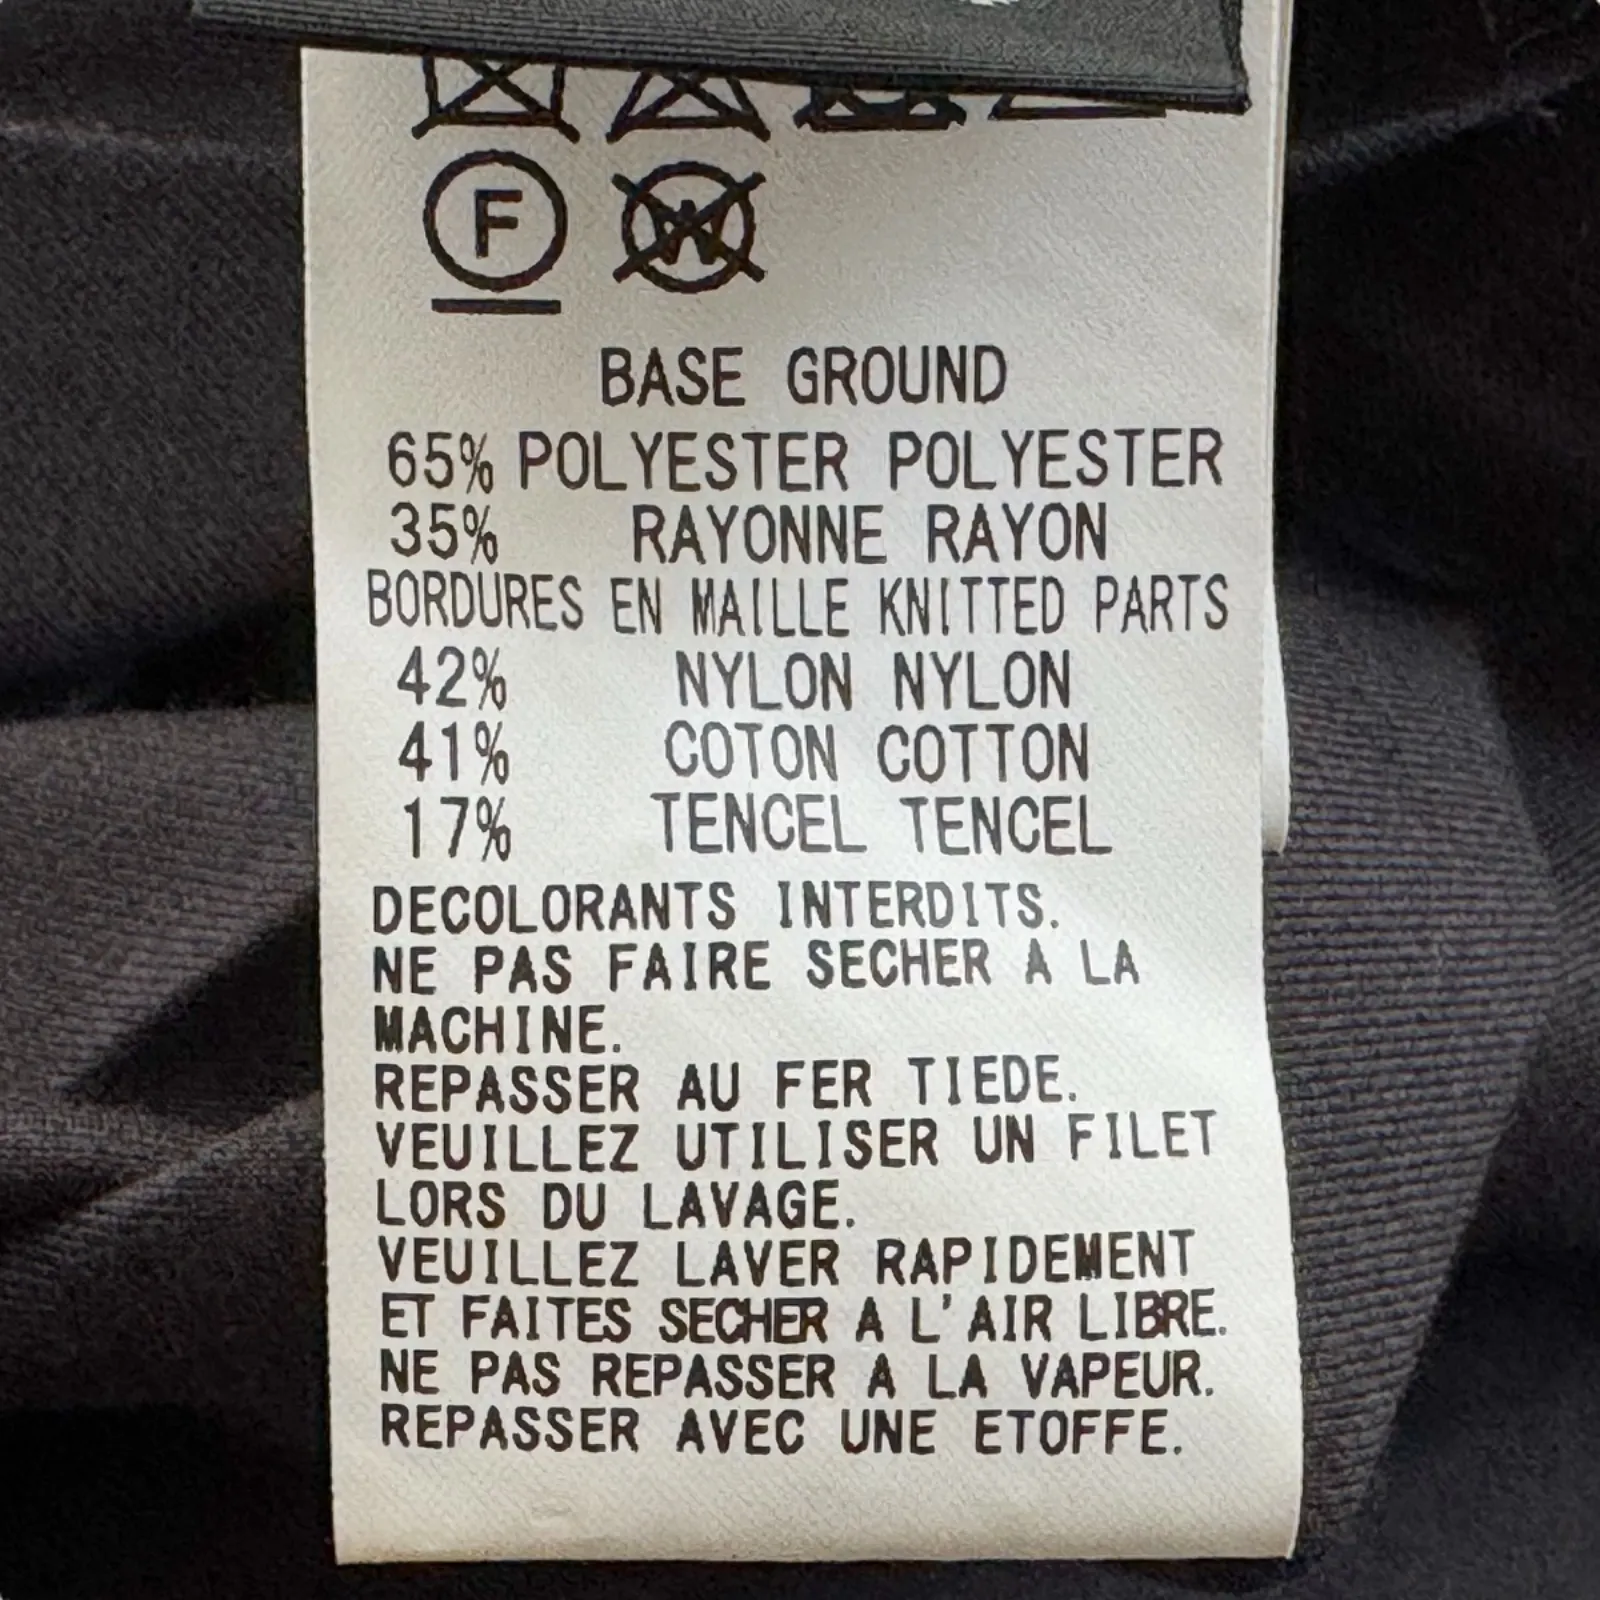 F
W
BASE GROUND
65% POLYESTER POLYESTER
35% RAYONNE RAYON
BORDURES EN MAILLE KNITTED PARTS
42% NYLON NYLON
41% COTON COTTON
17% TENCEL TENCEL
DECOLORANTS INTERDITS.
NE PAS FAIRE SECHER A LA
MACHINE.
REPASSER AU FER TIEDE.
VEUILLEZ UTILISER UN FILET
LORS DU LAVAGE.
VEUILLEZ LAVER RAPIDEMENT
ET FAITES SECHER A L'AIR LIBRE.
NE PAS REPASSER A LA VAPEUR.
REPASSER AVEC UNE ETOFFE.